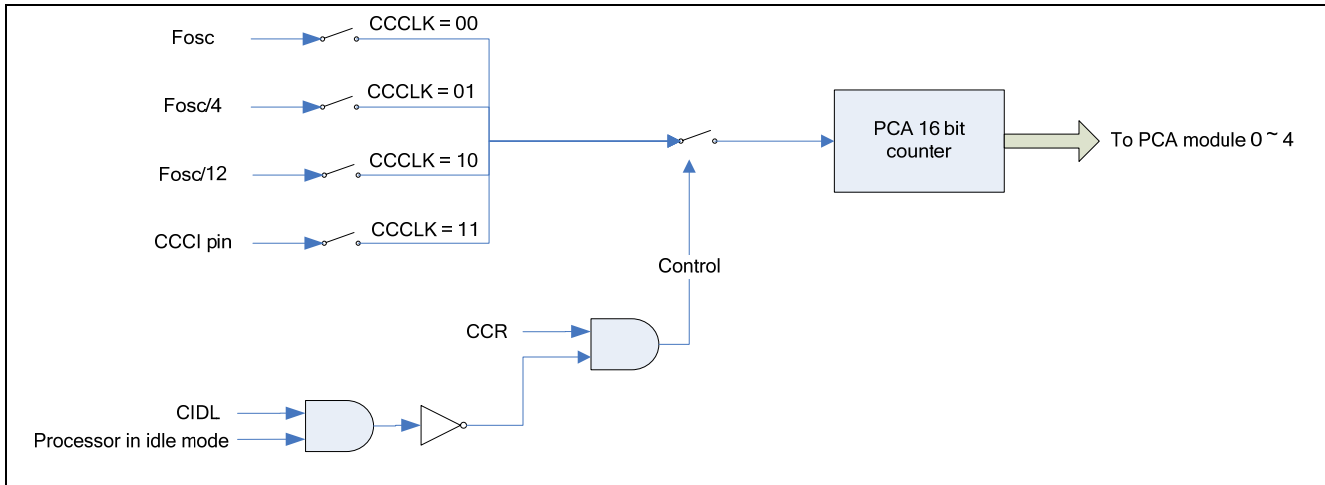 Fosc
CCCLK = 00
Fosc/4
CCCLK = 01
Fosc/12
CCCLK = 10
CCCI pin
CCCLK = 11
PCA 16 bit
counter
To PCA module 0 ~ 4
Control
CCR
CIDL
Processor in idle mode